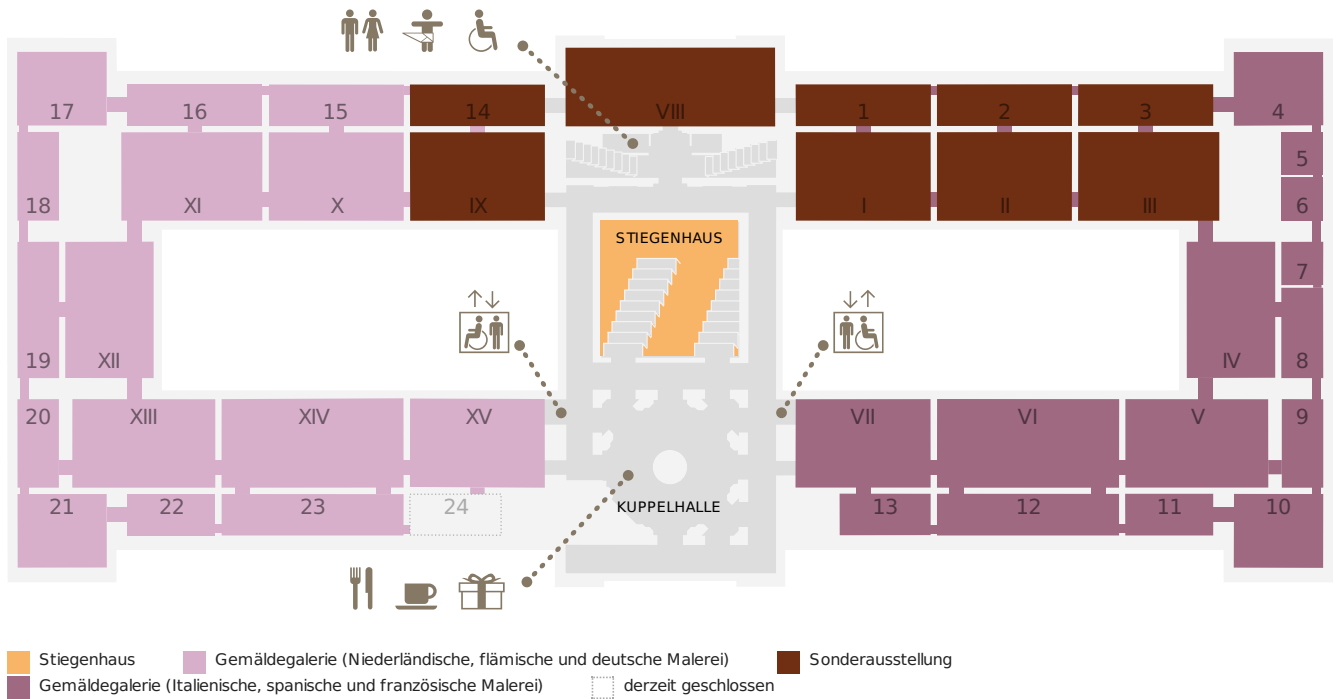 17
16
15
14
VIII
1
2
3
4
5
18
XI
X
IX
I
II
III
6
STIEGENHAUS
7
19
XII
IV
8
20
XIII
XIV
XV
VII
VI
V
9
21
22
23
24
KUPPELHALLE
13
12
11
10
Stiegenhaus
Gemäldegalerie (Niederländische, flämische und deutsche Malerei)
Sonderausstellung
Gemäldegalerie (Italienische, spanische und französische Malerei)
derzeit geschlossen